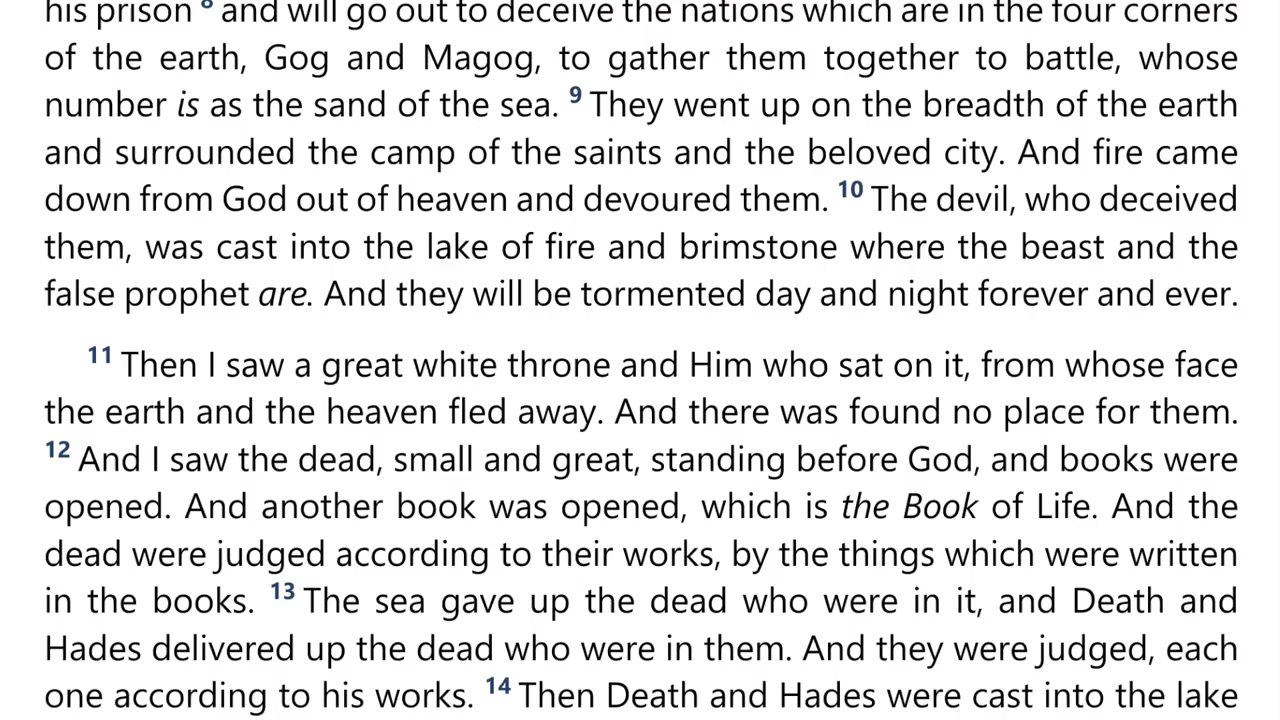 his prison 8 and will go out to deceive the nations which are in the four corners
of the earth, Gog and Magog, to gather them together to battle, whose
number is as the sand of the sea. 9 They went up on the breadth of the earth
and surrounded the camp of the saints and the beloved city. And fire came
down from God out of heaven and devoured them. 10 The devil, who deceived
them, was cast into the lake of fire and brimstone where the beast and the
false prophet are. And they will be tormented day and night forever and ever.
11 Then I saw a great white throne and Him who sat on it, from whose face
the earth and the heaven fled away. And there was found no place for them.
12 And I saw the dead, small and great, standing before God, and books were
opened. And another book was opened, which is the Book of Life. And the
dead were judged according to their works, by the things which were written
in the books. 13 The sea gave up the dead who were in it, and Death and
Hades delivered up the dead who were in them. And they were judged, each
one according to his works. 14 Then Death and Hades were cast into the lake